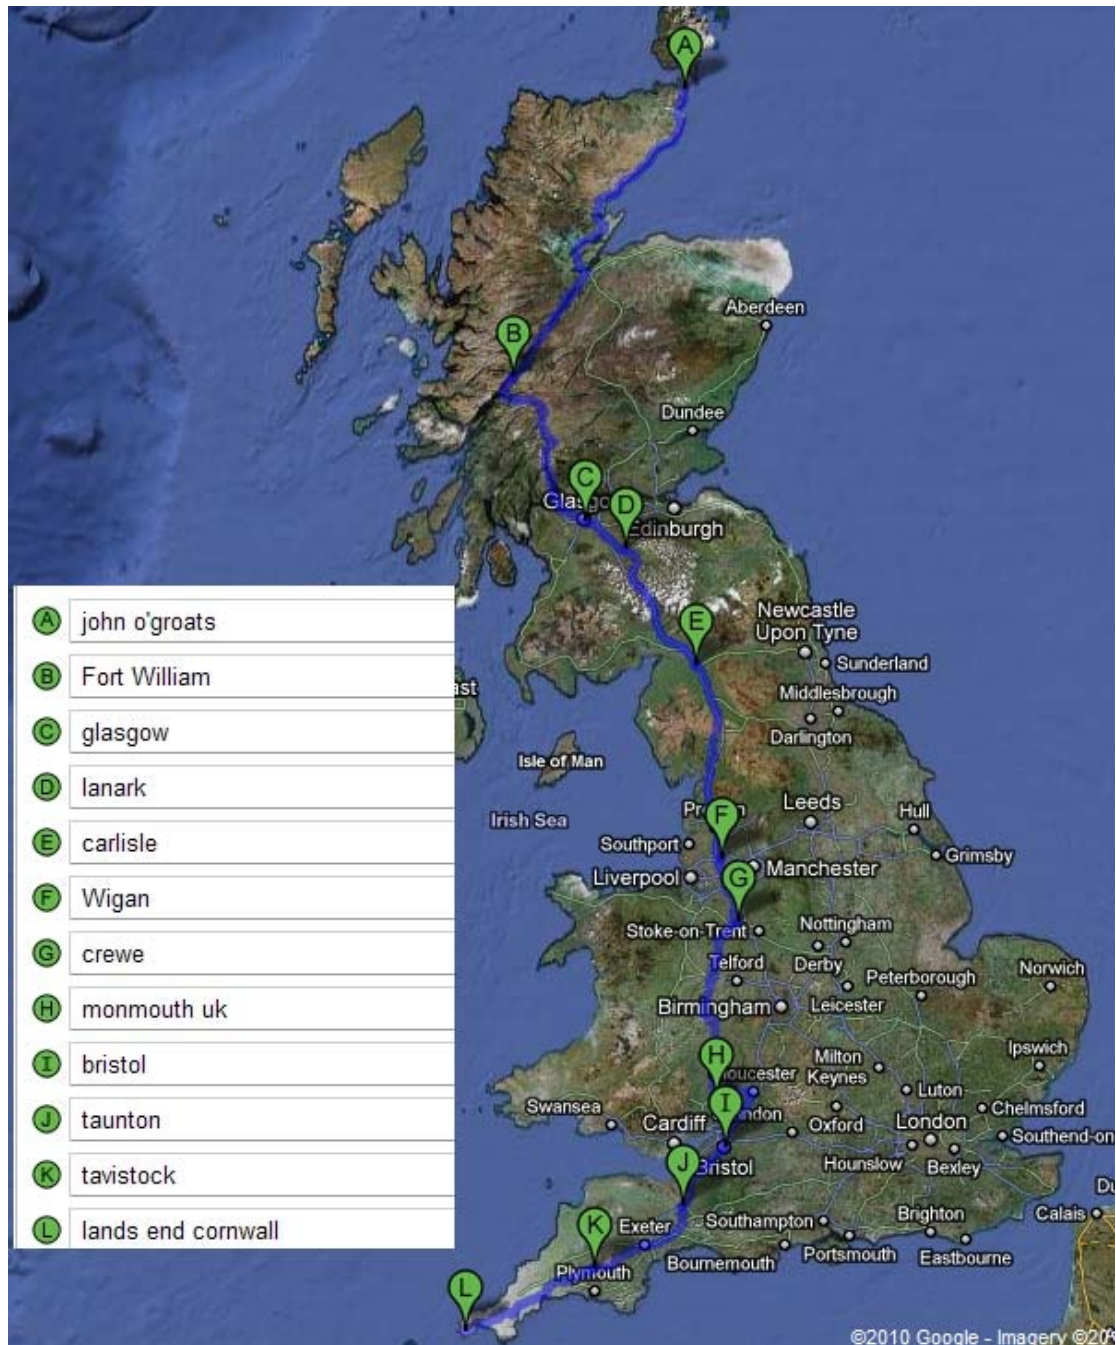 A
Aberdeen
B
Dundee
C
D
Edinburgh
E
Newcastle
Upon Tyne
Sunderland
Middlesbrough
Darlington
Isle of Man
Irish Sea
F
Leeds
Hull
Southport
Grimsby
Liverpool
G
Manchester
Stoke-on-Trent
Nottingham
Telford
Derby
Peterborough
Norwich
Birmingham
Leicester
H
Milton
Keynes
Ipswich
Luton
I
Swansea
Cardiff
Oxford
London
Chelmsford
Southend-on
J
Bristol
Hounslow
Bexley
K
Exeter
Southampton
Brighton
Calais
Bournemouth
Portsmouth
Eastbourne
Plymouth
L
A john o'groats
B Fort William
C glasgow
D lanark
E carlisle
F Wigan
G crewe
H monmouth uk
I bristol
J taunton
K tavistock
L lands end cornwall
©2010 Google - Imagery